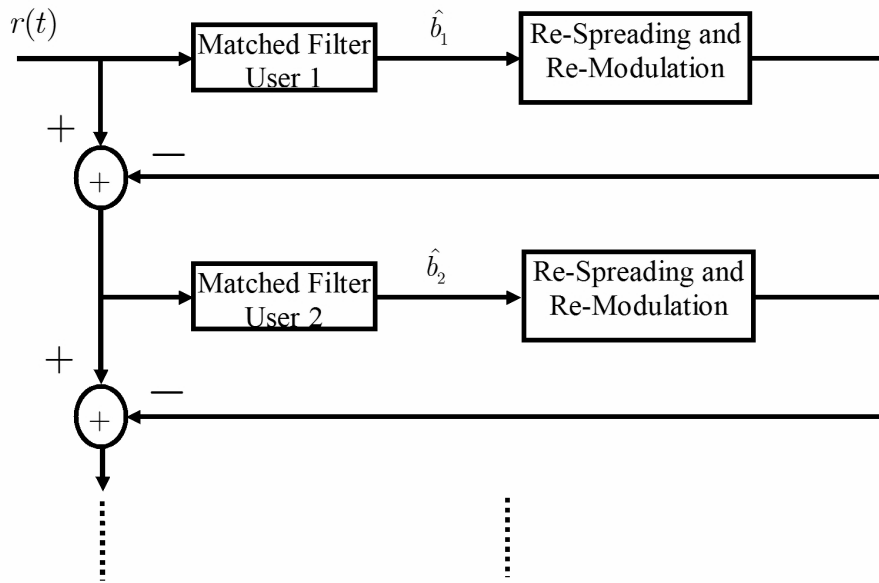 r(t)
Matched Filter
User 1
b̂₁
Re-Spreading and
Re-Modulation
+
−
+
Matched Filter
User 2
b̂₂
Re-Spreading and
Re-Modulation
+
−
+